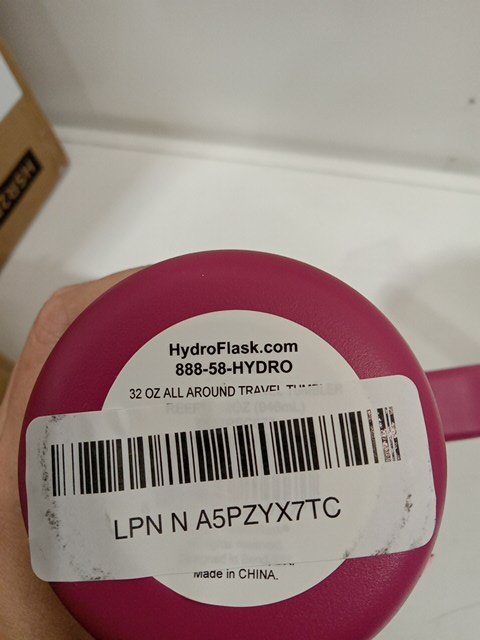 HydroFlask.com
888-58-HYDRO
32 OZ ALL AROUND TRAVEL TUMBLER
LPN N A5PZYX7TC
Made in CHINA.